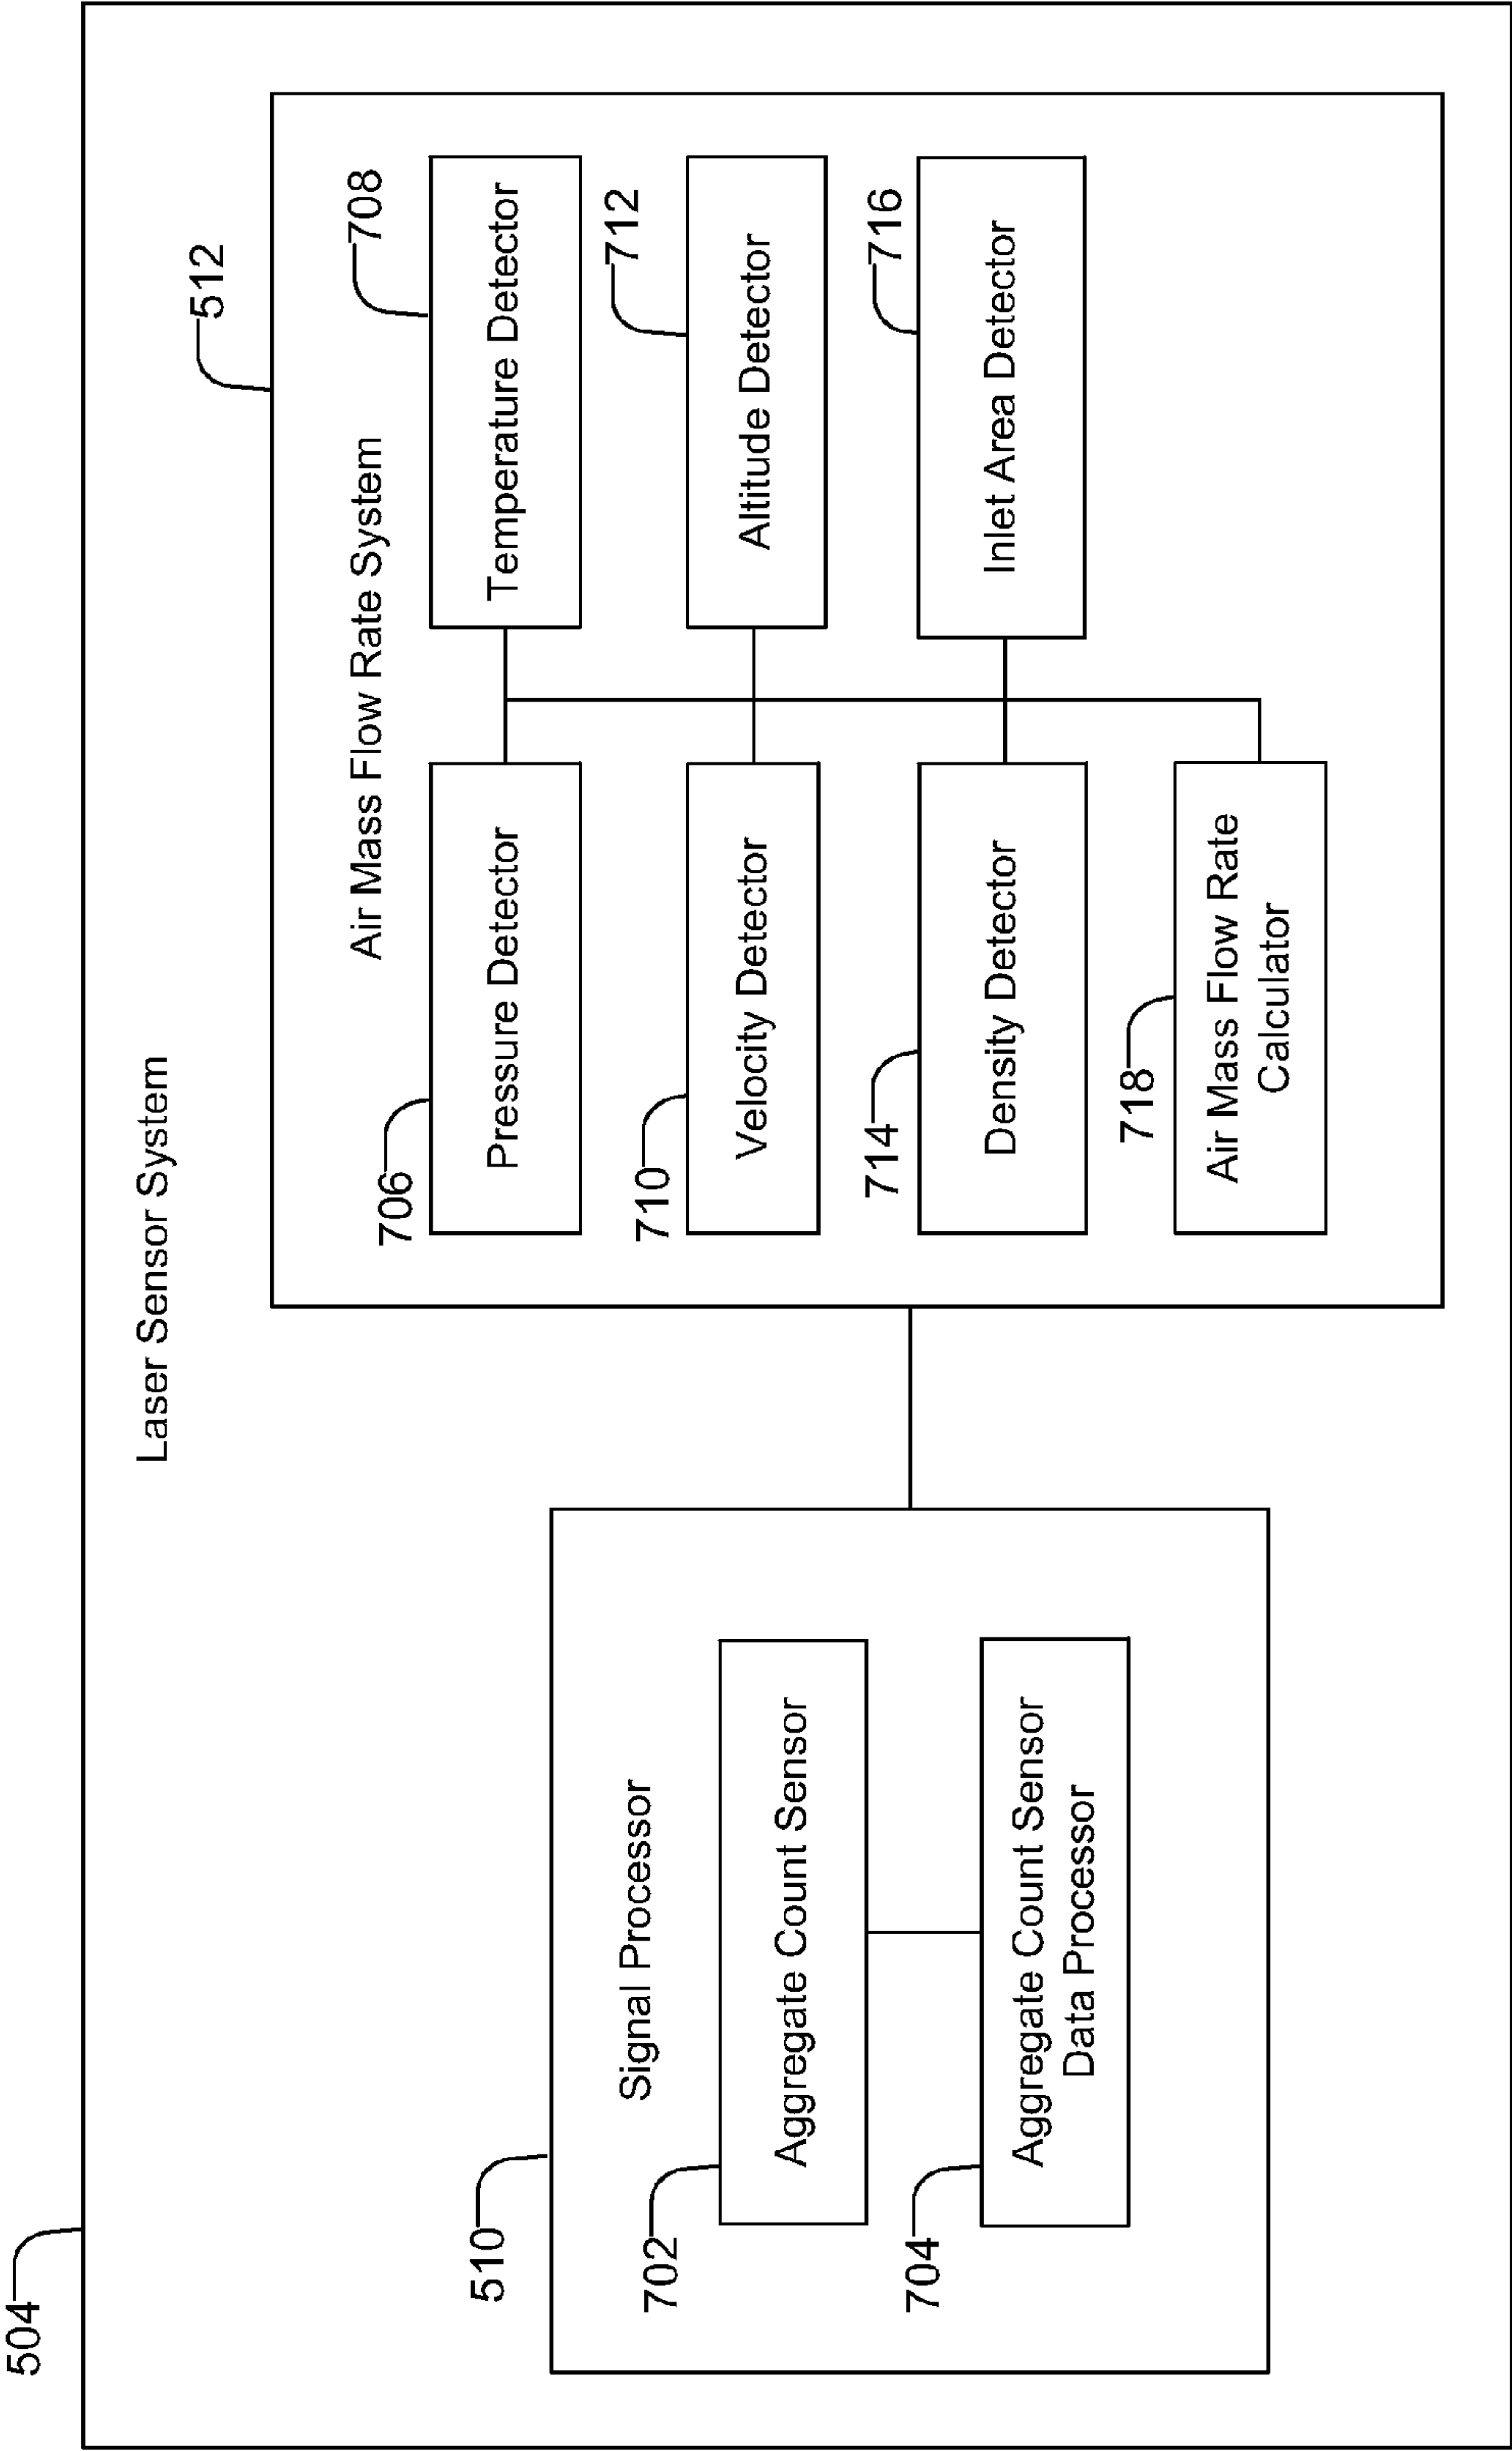 504
Laser Sensor System
510
Signal Processor
702
Aggregate Count Sensor
704
Aggregate Count Sensor
Data Processor
512
Air Mass Flow Rate System
706
Pressure Detector
708
Temperature Detector
710
Velocity Detector
712
Altitude Detector
714
Density Detector
716
Inlet Area Detector
718
Air Mass Flow Rate
Calculator